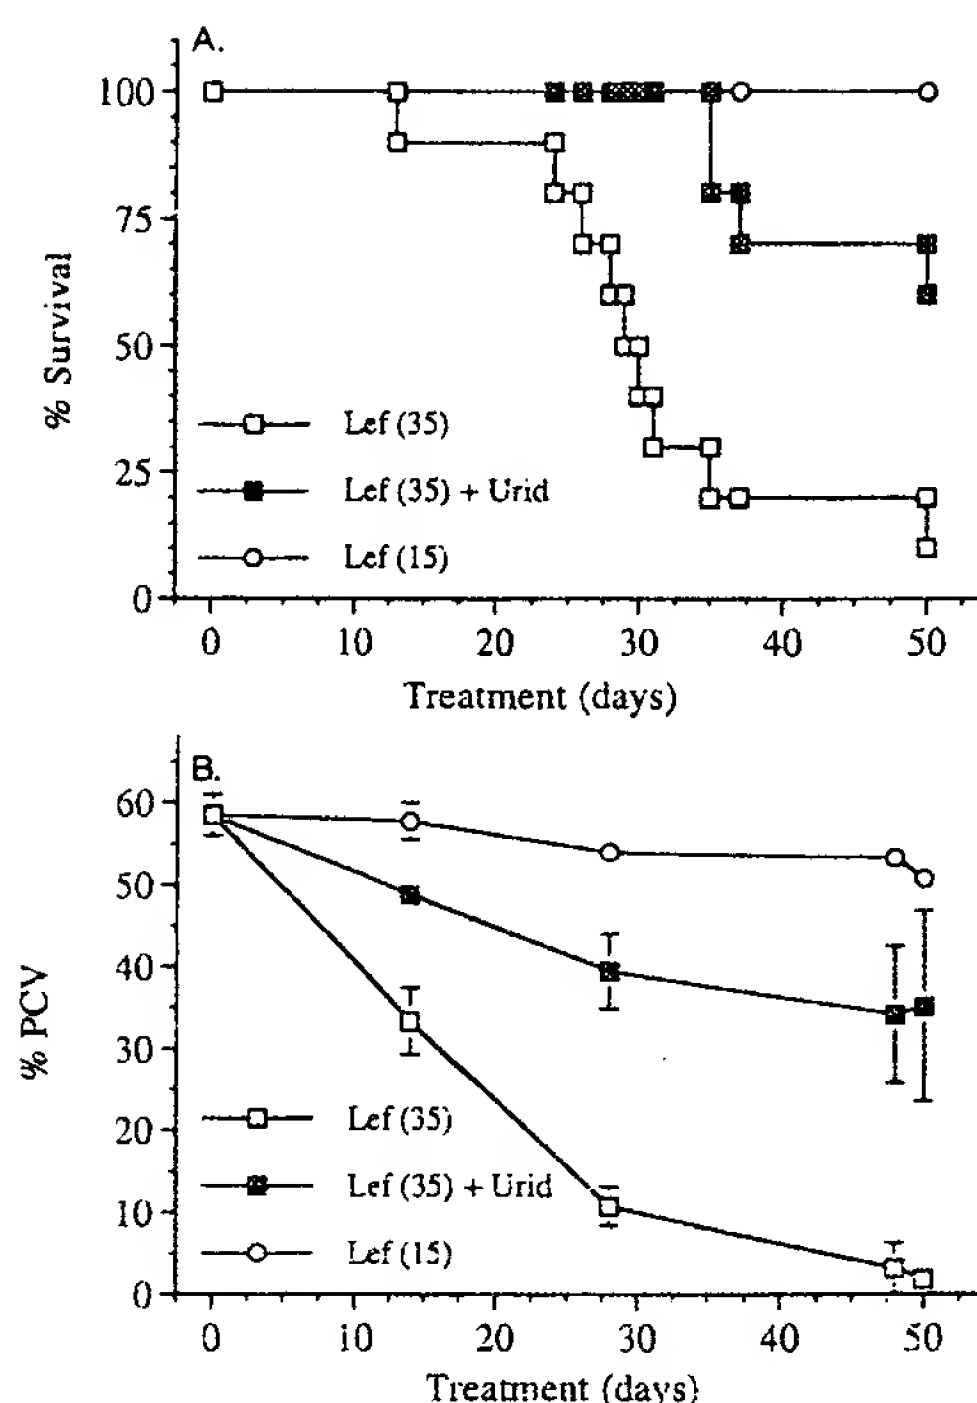 A.
100
75
50
25
0
% Survival
Lef (35)
Lef (35) + Urid
Lef (15)
0 10 20 30 40 50
Treatment (days)
B.
60
50
40
30
20
10
0
% PCV
Lef (35)
Lef (35) + Urid
Lef (15)
0 10 20 30 40 50
Treatment (days)